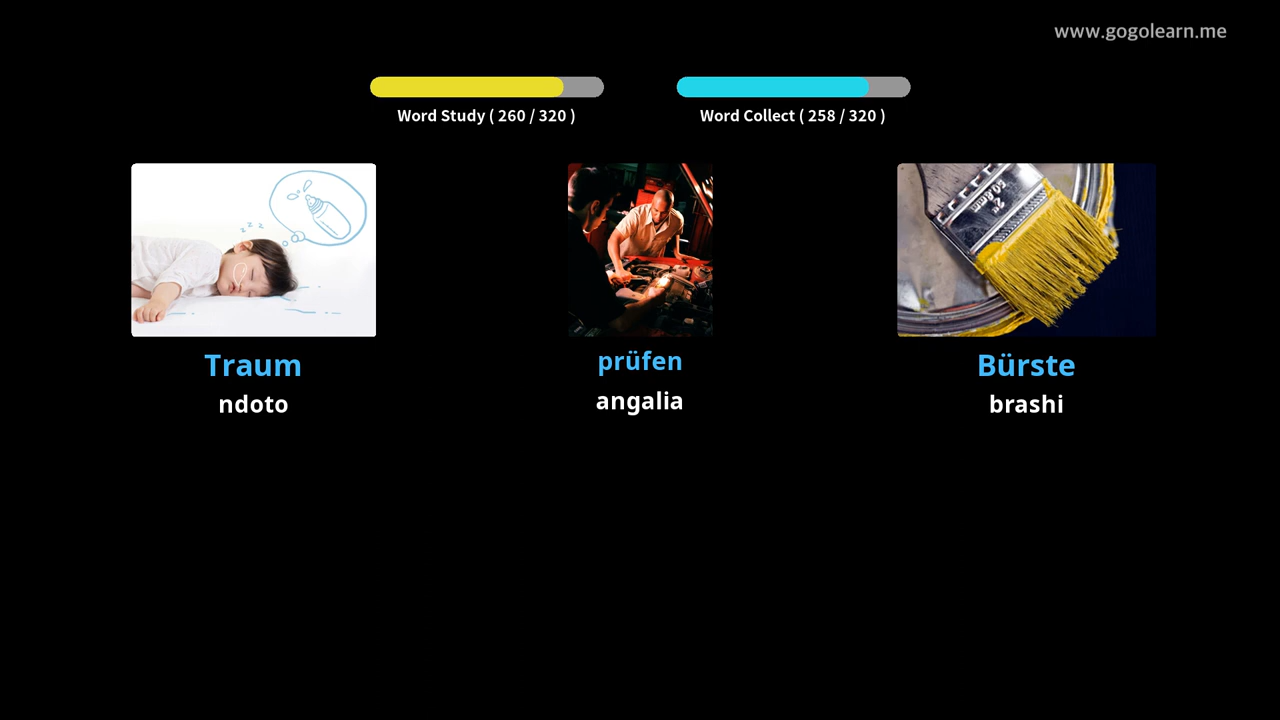 www.gogolearn.me
Word Study ( 260 / 320 )
Word Collect ( 258 / 320 )
Traum
ndoto
prüfen
angalia
Bürste
brashi